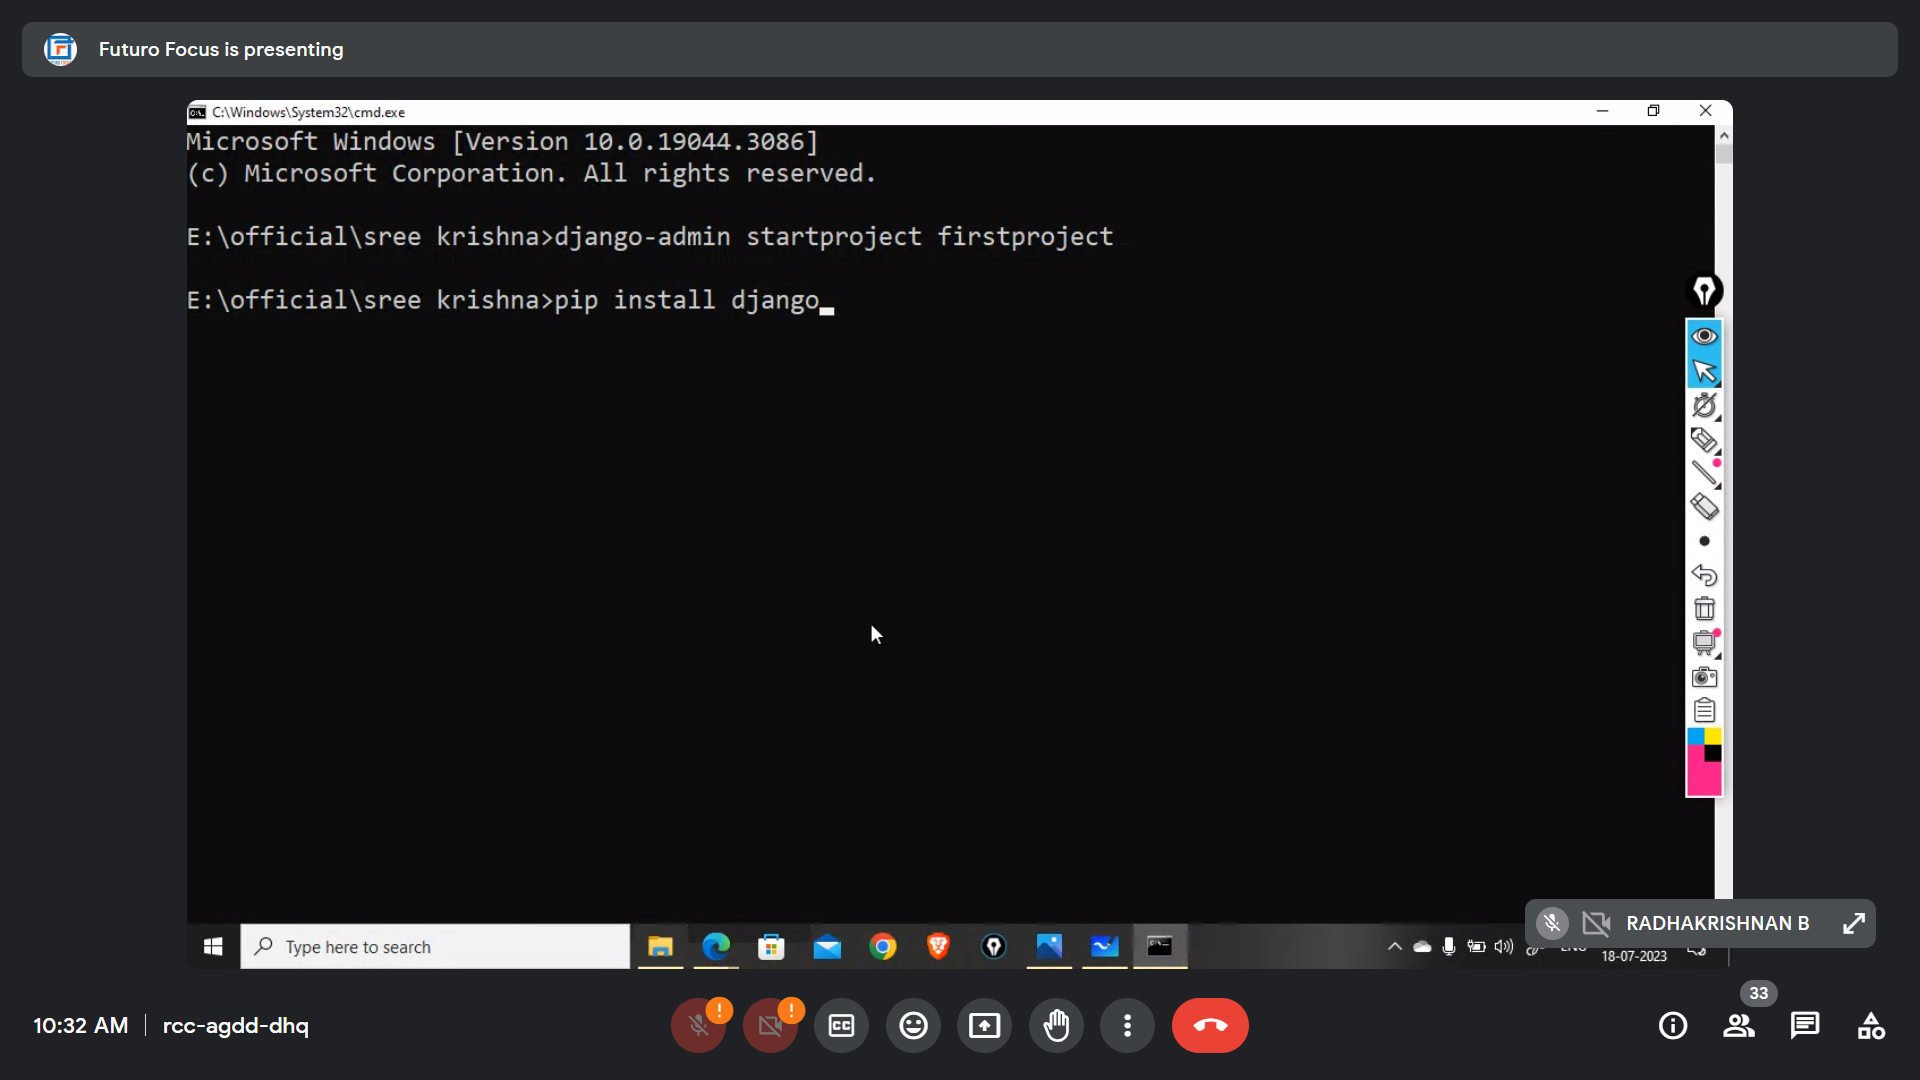 Futuro Focus is presenting
C:\Windows\System32\cmd.exe
Microsoft Windows [Version 10.0.19044.3086]
(c) Microsoft Corporation. All rights reserved.
E:\official\sree krishna>django-admin startproject firstproject
E:\official\sree krishna>pip install django_
RADHAKRISHNAN B
Type here to search
18-07-2023
33
10:32 AM
rcc-agdd-dhq
CC